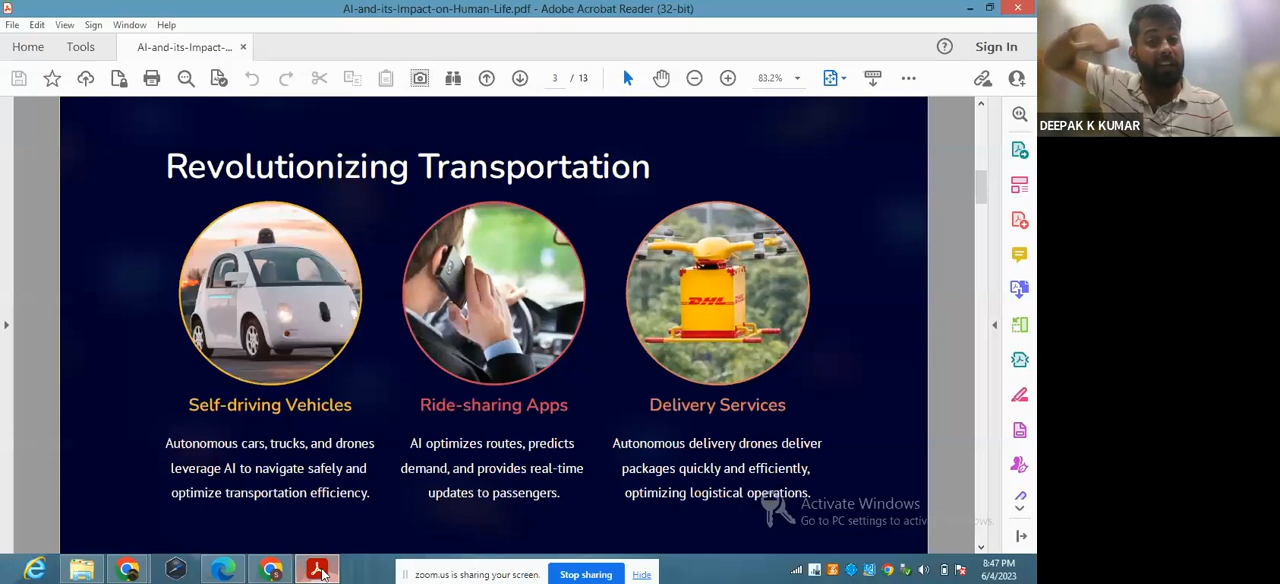 AI-and-its-Impact-on-Human-Life.pdf - Adobe Acrobat Reader (32-bit)
File Edit View Sign Window Help
Home Tools AI-and-its-Impact-... × Sign In
3 / 13 83.2%
DEEPAK K KUMAR
Revolutionizing Transportation
DHL
Self-driving Vehicles
Autonomous cars, trucks, and drones
leverage AI to navigate safely and
optimize transportation efficiency.
Ride-sharing Apps
AI optimizes routes, predicts
demand, and provides real-time
updates to passengers.
Delivery Services
Autonomous delivery drones deliver
packages quickly and efficiently,
optimizing logistical operations.
Activate Windows
Go to PC settings to activ
zoom.us is sharing your screen. Stop sharing Hide
8:47 PM
6/4/2023